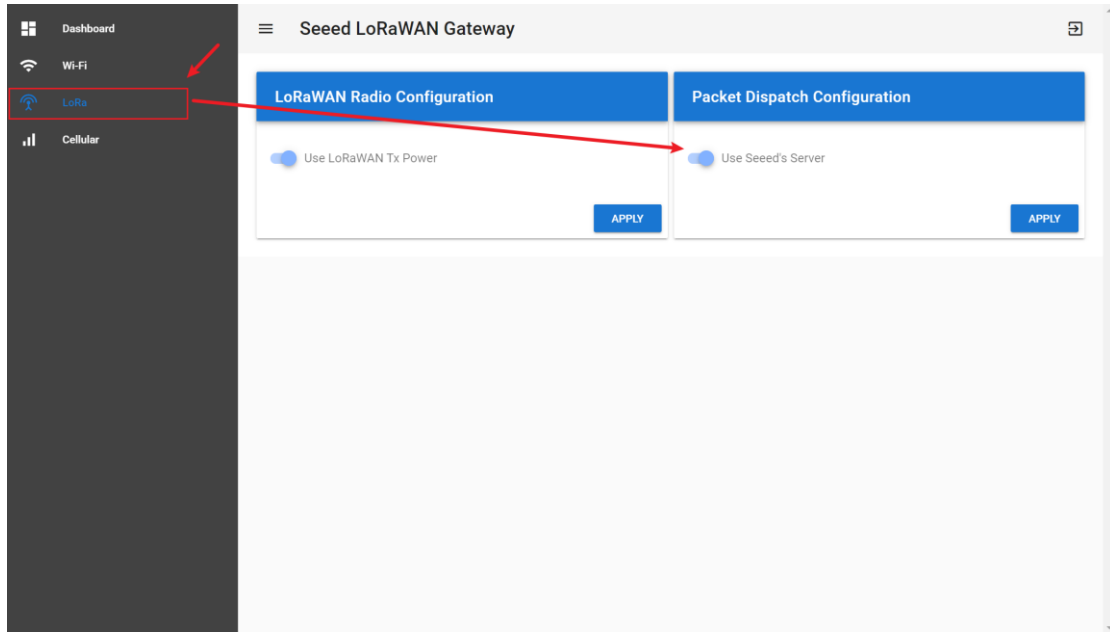 Dashboard
Wi-Fi
LoRa
Cellular
Seeed LoRaWAN Gateway
LoRaWAN Radio Configuration
Use LoRaWAN Tx Power
APPLY
Packet Dispatch Configuration
Use Seeed's Server
APPLY